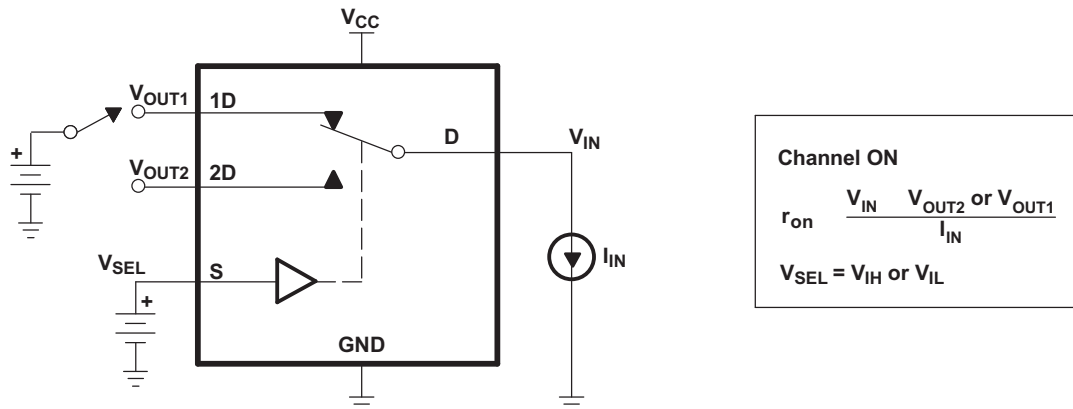 VCC
VOUT1 1D
D VIN
+
VOUT2 2D
VSEL S
IIN
+
GND
Channel ON
ron VIN VOUT2 or VOUT1
IIN
VSEL = VIH or VIL